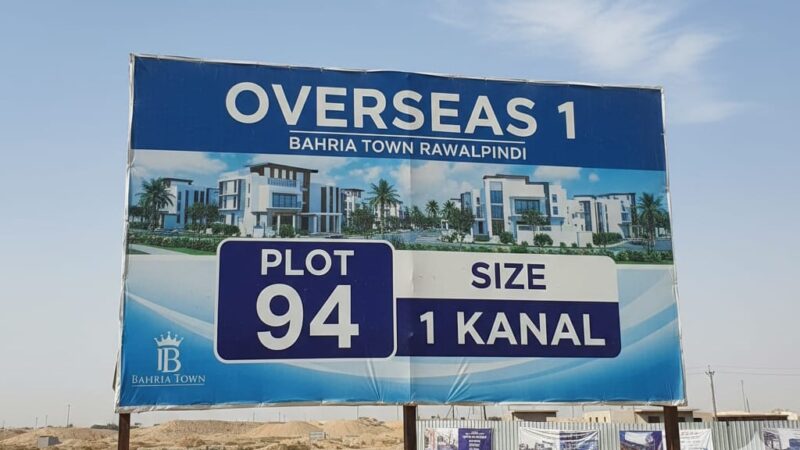 OVERSEAS 1
BAHRIA TOWN RAWALPINDI
PLOT
94
SIZE
1 KANAL
B
BAHRIA TOWN